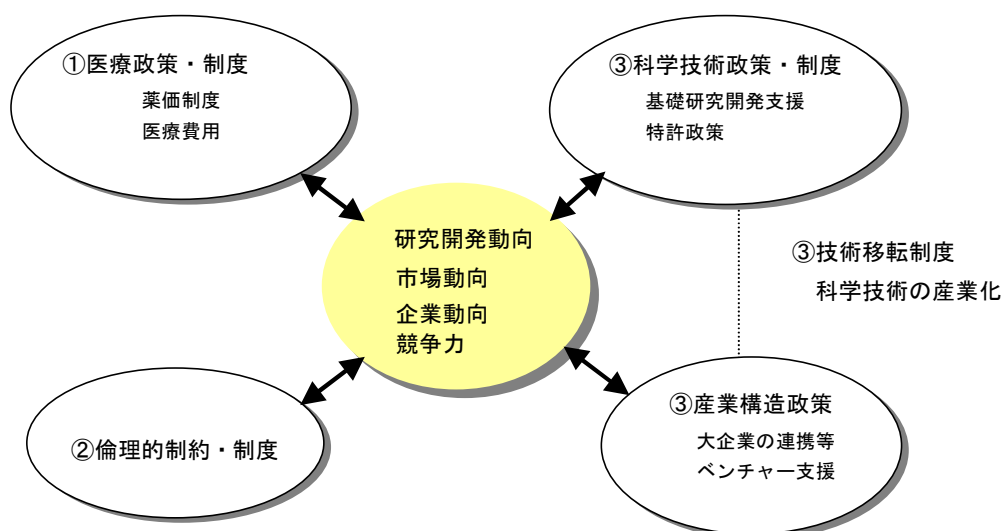 ①医療政策・制度
薬価制度
医療費用
③科学技術政策・制度
基礎研究開発支援
特許政策
研究開発動向
市場動向
企業動向
競争力
③技術移転制度
科学技術の産業化
②倫理的制約・制度
③産業構造政策
大企業の連携等
ベンチャー支援